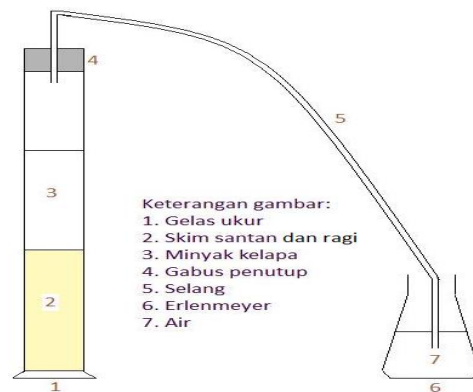 4
5
3
Keterangan gambar:
1. Gelas ukur
2. Skim santan dan ragi
3. Minyak kelapa
4. Gabus penutup
5. Selang
6. Erlenmeyer
7. Air
2
7
1
6